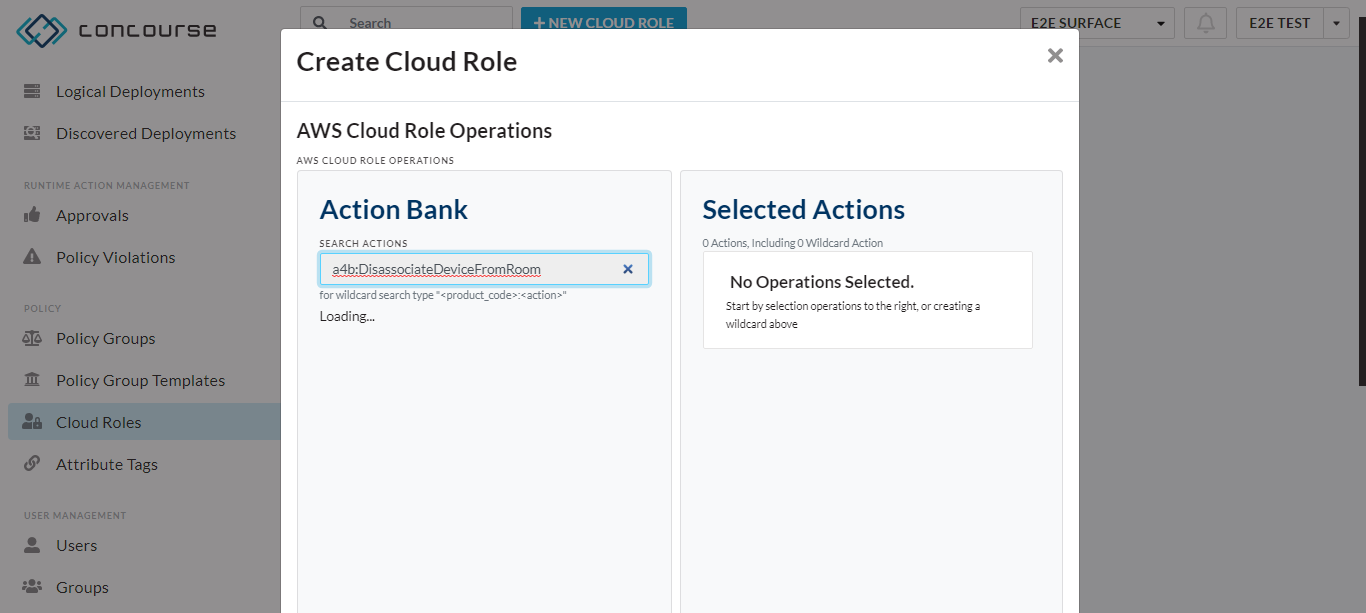 concourse
Search
+ NEW CLOUD ROLE
E2E SURFACE
E2E TEST
Logical Deployments
Discovered Deployments
RUNTIME ACTION MANAGEMENT
Approvals
Policy Violations
POLICY
Policy Groups
Policy Group Templates
Cloud Roles
Attribute Tags
USER MANAGEMENT
Users
Groups
Create Cloud Role
AWS Cloud Role Operations
AWS CLOUD ROLE OPERATIONS
Action Bank
SEARCH ACTIONS
a4b:DisassociateDeviceFromRoom
for wildcard search type "<product_code>:<action>"
Loading...
Selected Actions
0 Actions, Including 0 Wildcard Action
No Operations Selected.
Start by selection operations to the right, or creating a
wildcard above